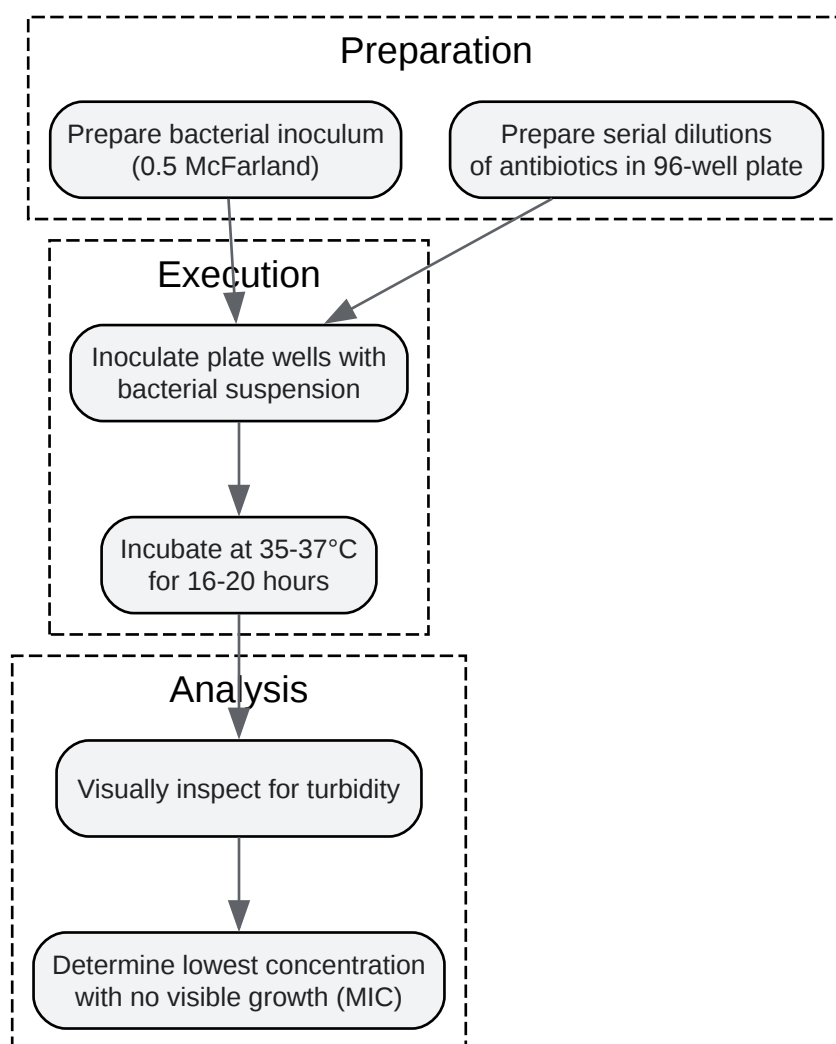 Preparation
Prepare bacterial inoculum
(0.5 McFarland)
Prepare serial dilutions
of antibiotics in 96-well plate
Execution
Inoculate plate wells with
bacterial suspension
Incubate at 35-37°C
for 16-20 hours
Analysis
Visually inspect for turbidity
Determine lowest concentration
with no visible growth (MIC)